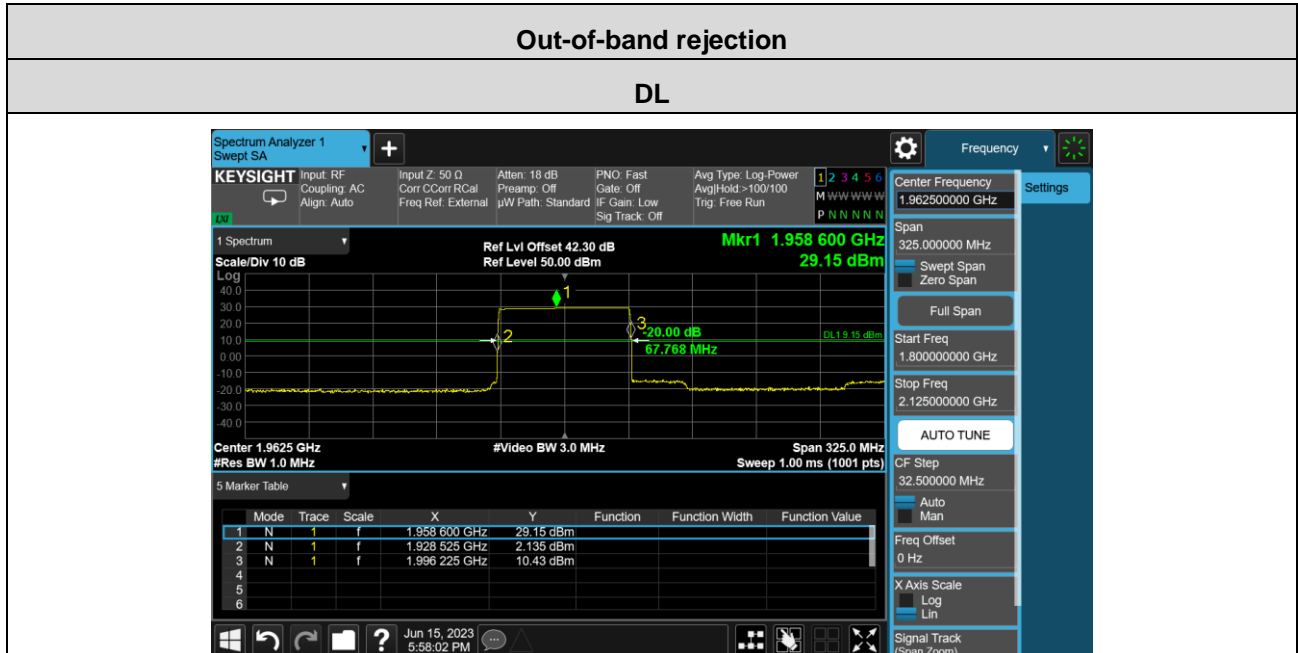 Out-of-band rejection
DL
Spectrum Analyzer 1
Swept SA
Frequency
KEYSIGHT
Input: RF
Coupling: AC
Align: Auto
Input Z: 50 Ω
Corr CCorr RCal
Freq Ref: External
Atten: 18 dB
Preamp: Off
µW Path: Standard
PNO: Fast
Gate: Off
IF Gain: Low
Sig Track: Off
Avg Type: Log-Power
Avg|Hold:>100/100
Trig: Free Run
1 2 3 4 5 6
M W W W W W
P N N N N N
LXI
1 Spectrum
Scale/Div 10 dB
Ref Lvl Offset 42.30 dB
Ref Level 50.00 dBm
Mkr1 1.958 600 GHz
29.15 dBm
Log
40.0
30.0
20.0
10.0
0.00
-10.0
-20.0
-30.0
-40.0
1
2
3
-20.00 dB
67.768 MHz
DL1 9.15 dBm
Center 1.9625 GHz
#Res BW 1.0 MHz
#Video BW 3.0 MHz
Span 325.0 MHz
Sweep 1.00 ms (1001 pts)
5 Marker Table
Mode Trace Scale X Y Function Function Width Function Value
1 N 1 f 1.958 600 GHz 29.15 dBm
2 N 1 f 1.928 525 GHz 2.135 dBm
3 N 1 f 1.996 225 GHz 10.43 dBm
4
5
6
?
Jun 15, 2023
5:58:02 PM
Center Frequency
1.962500000 GHz
Settings
Span
325.000000 MHz
Swept Span
Zero Span
Full Span
Start Freq
1.800000000 GHz
Stop Freq
2.125000000 GHz
AUTO TUNE
CF Step
32.500000 MHz
Auto
Man
Freq Offset
0 Hz
X Axis Scale
Log
Lin
Signal Track
(Span Zoom)